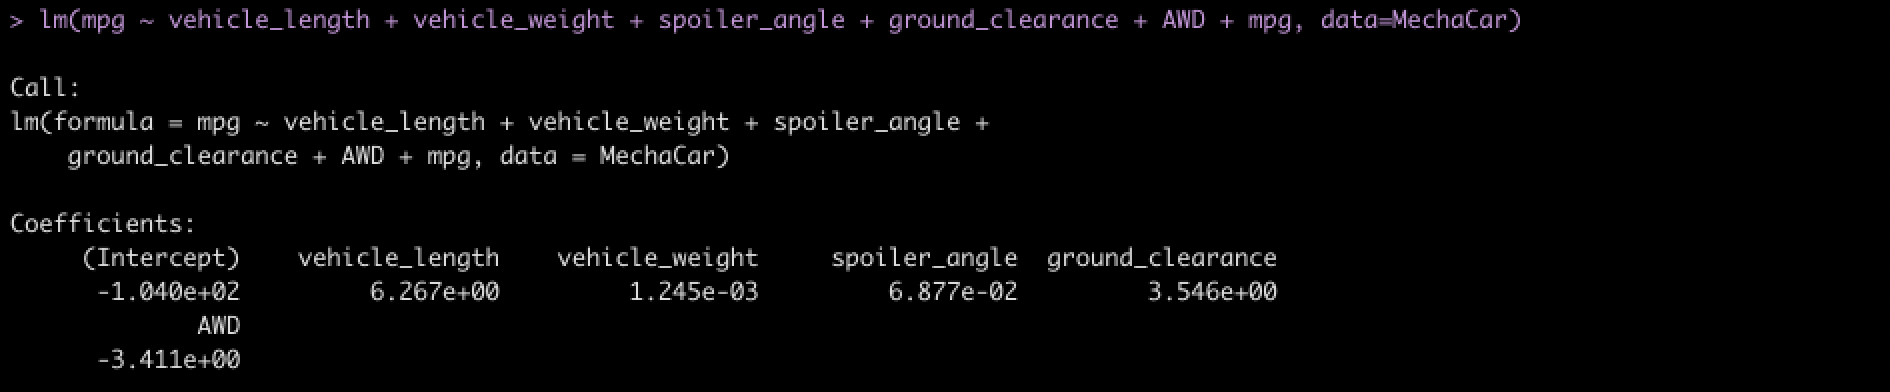 > lm(mpg ~ vehicle_length + vehicle_weight + spoiler_angle + ground_clearance + AWD + mpg, data=MechaCar)
Call:
lm(formula = mpg ~ vehicle_length + vehicle_weight + spoiler_angle +
    ground_clearance + AWD + mpg, data = MechaCar)
Coefficients:
     (Intercept)    vehicle_length    vehicle_weight     spoiler_angle  ground_clearance
      -1.040e+02         6.267e+00         1.245e-03         6.877e-02         3.546e+00
             AWD
      -3.411e+00